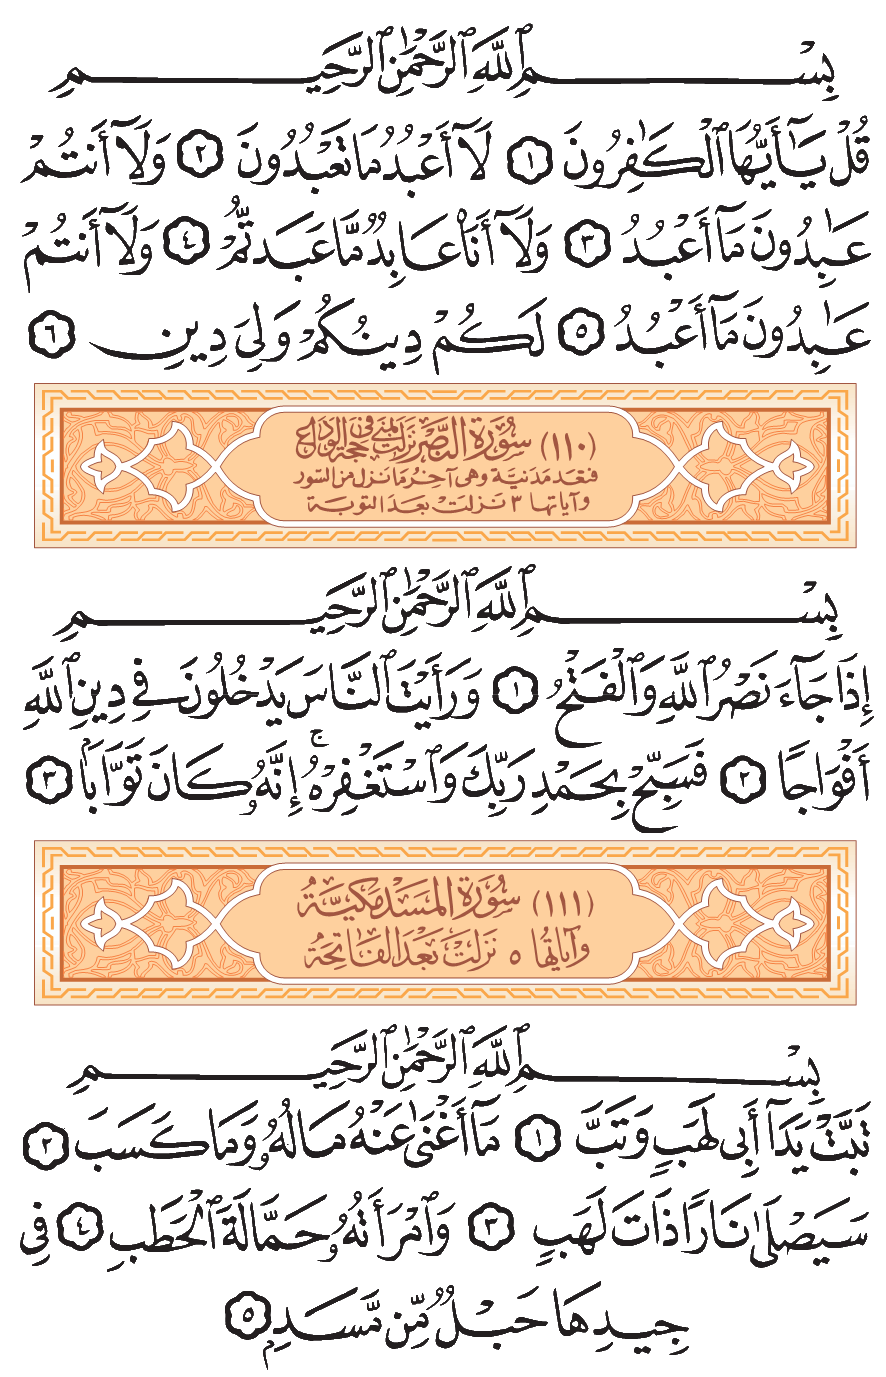 بِسْمِ ٱللَّهِ ٱلرَّحْمَٰنِ ٱلرَّحِيمِ
قُلْ يَـٰٓأَيُّهَا ٱلْكَـٰفِرُونَ ١ لَآ أَعْبُدُ مَا تَعْبُدُونَ ٢ وَلَآ أَنتُمْ
عَـٰبِدُونَ مَآ أَعْبُدُ ٣ وَلَآ أَنَا۠ عَابِدٌ مَّا عَبَدتُّمْ ٤ وَلَآ أَنتُمْ
عَـٰبِدُونَ مَآ أَعْبُدُ ٥ لَكُمْ دِينُكُمْ وَلِىَ دِينِ ٦
(١١٠) سُورَةُ النَّصْرِ نزلت بمنى في حجة الوداع
فتعد مدنية وهى آخر ما نزل من السور
وآياتها ٣ نزلت بعد التوبة
بِسْمِ ٱللَّهِ ٱلرَّحْمَٰنِ ٱلرَّحِيمِ
إِذَا جَآءَ نَصْرُ ٱللَّهِ وَٱلْفَتْحُ ١ وَرَأَيْتَ ٱلنَّاسَ يَدْخُلُونَ فِى دِينِ ٱللَّهِ
أَفْوَاجًا ٢ فَسَبِّحْ بِحَمْدِ رَبِّكَ وَٱسْتَغْفِرْهُ ۚ إِنَّهُۥ كَانَ تَوَّابًۢا ٣
(١١١) سُورَةُ المَسَدِ مَكِّيَّةٌ
وآياتها ٥ نزلت بعد الفاتحة
بِسْمِ ٱللَّهِ ٱلرَّحْمَٰنِ ٱلرَّحِيمِ
تَبَّتْ يَدَآ أَبِى لَهَبٍ وَتَبَّ ١ مَآ أَغْنَىٰ عَنْهُ مَالُهُۥ وَمَا كَسَبَ ٢
سَيَصْلَىٰ نَارًا ذَاتَ لَهَبٍ ٣ وَٱمْرَأَتُهُۥ حَمَّالَةَ ٱلْحَطَبِ ٤ فِى
جِيدِهَا حَبْلٌ مِّن مَّسَدٍۭ ٥